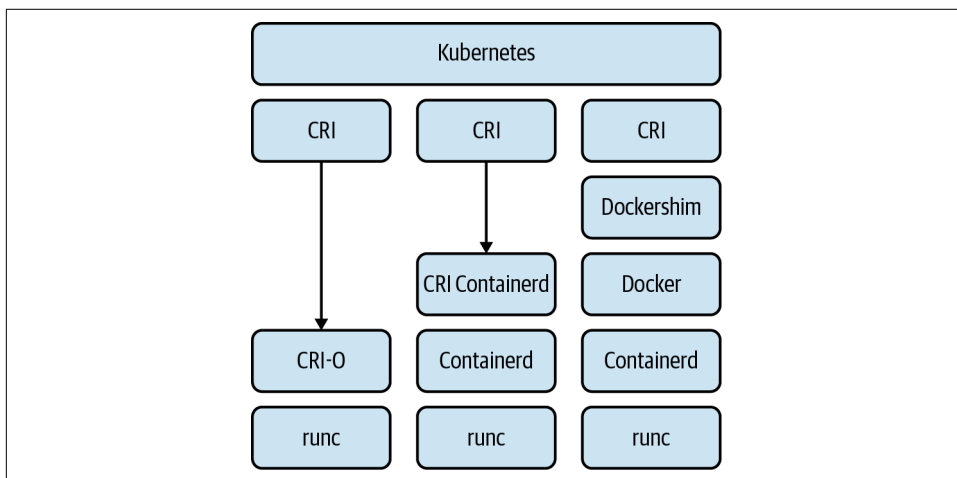 Kubernetes
CRI
CRI
CRI
Dockershim
CRI Containerd
Docker
CRI-O
Containerd
Containerd
runc
runc
runc